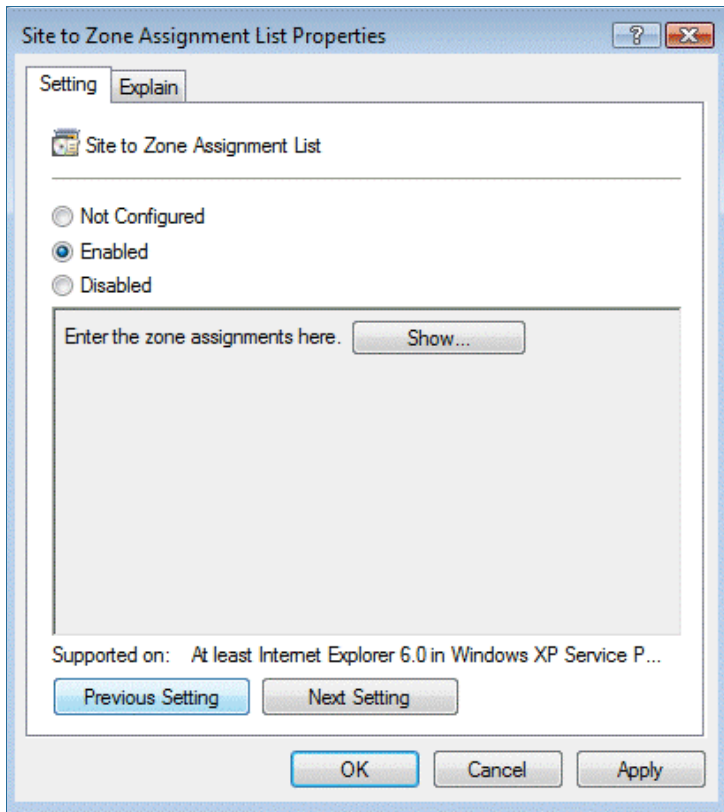 Site to Zone Assignment List Properties
Setting
Explain
Site to Zone Assignment List
Not Configured
Enabled
Disabled
Enter the zone assignments here. Show...
Supported on: At least Internet Explorer 6.0 in Windows XP Service P...
Previous Setting Next Setting
OK Cancel Apply